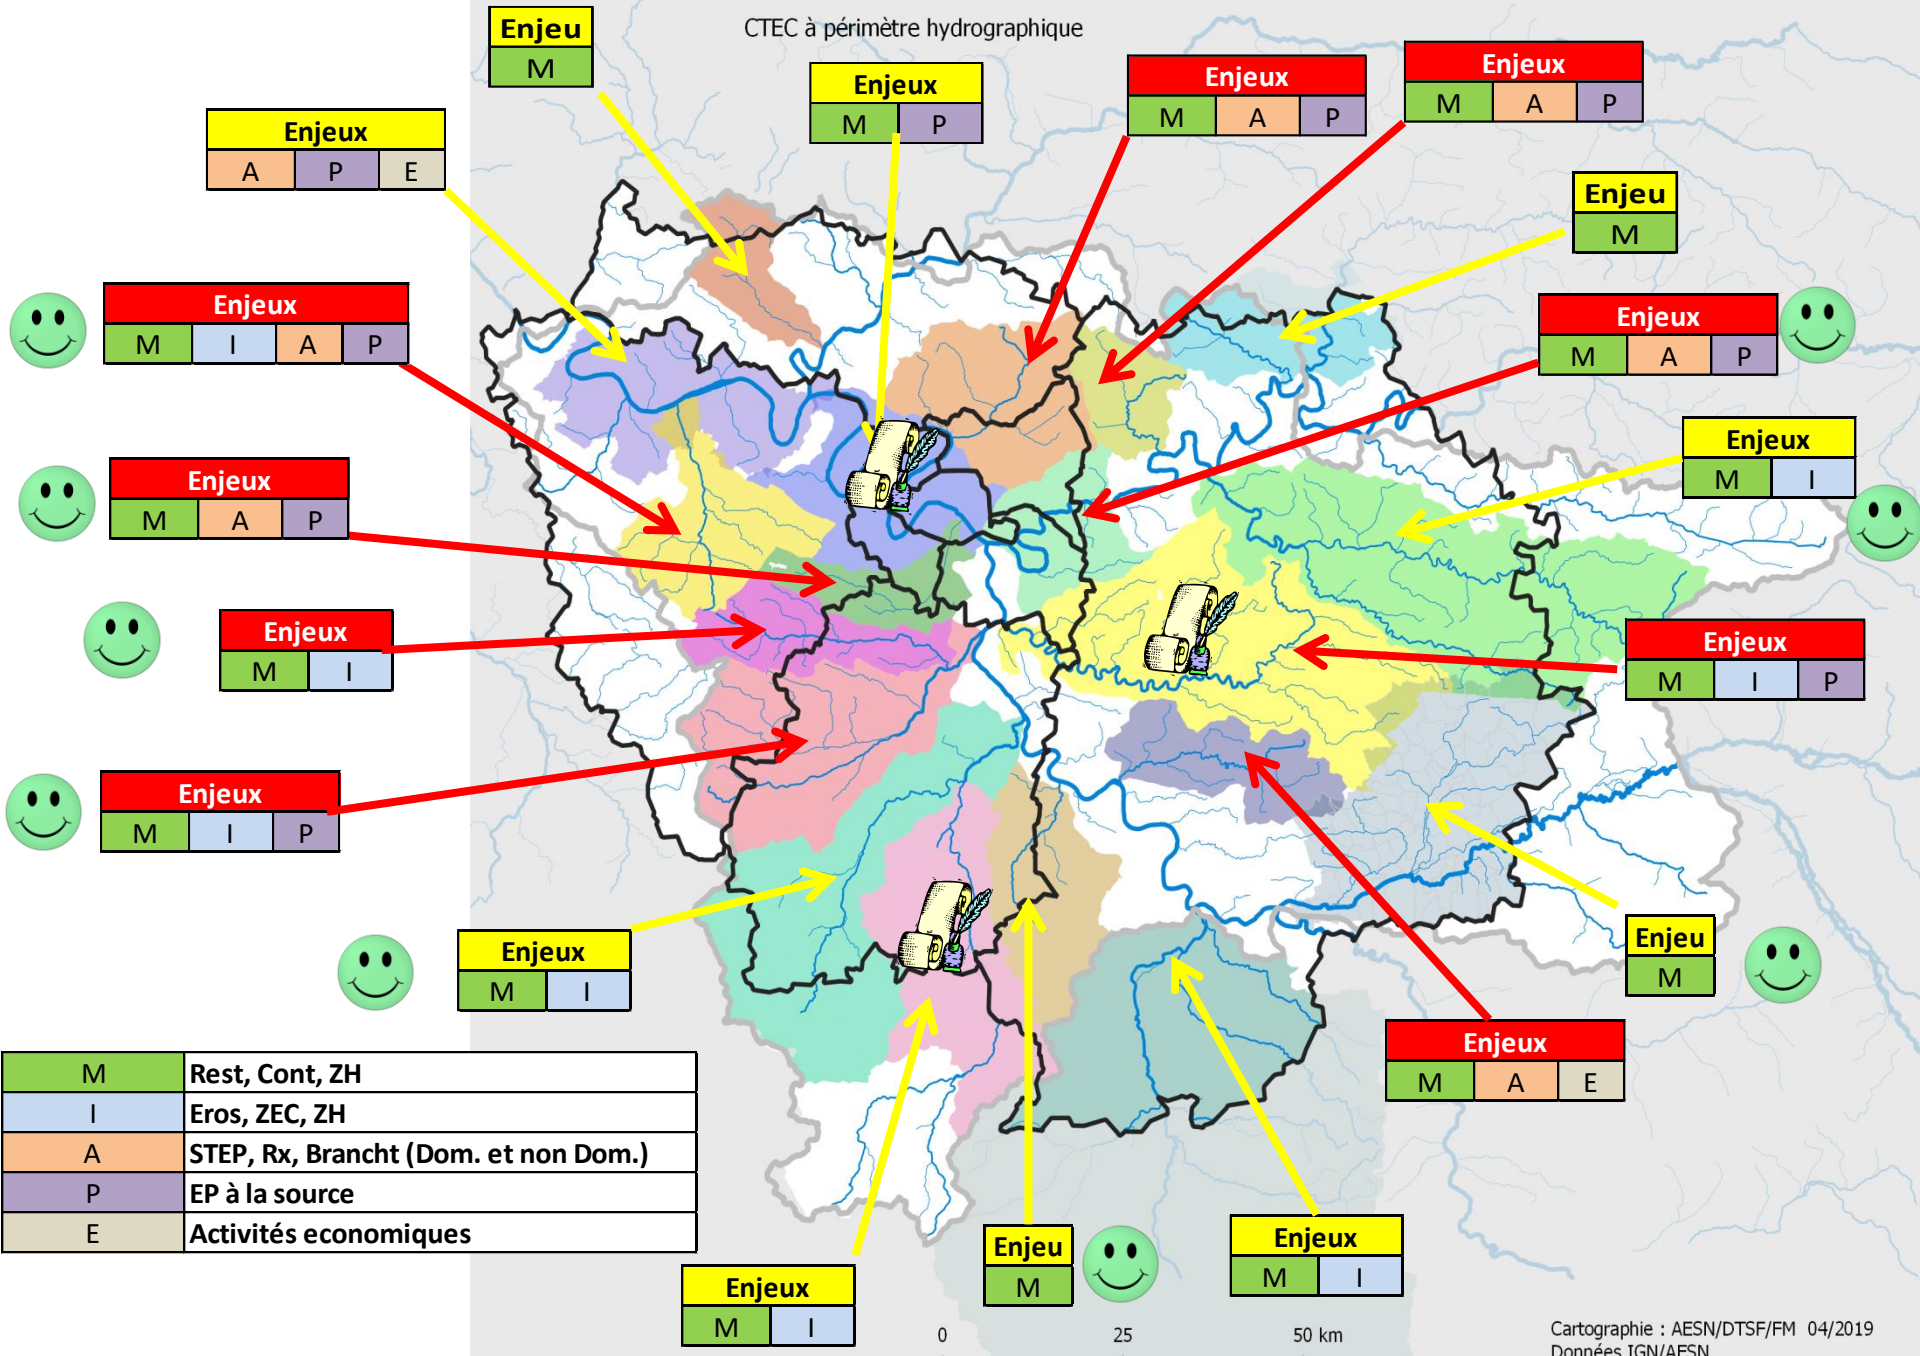 CTEC à périmètre hydrographique
Enjeu
M
Enjeux
M P
Enjeux
M A P
Enjeux
M A P
Enjeux
A P E
Enjeu
M
Enjeux
M I A P
Enjeux
M A P
Enjeux
M I
Enjeux
M A P
Enjeux
M I
Enjeux
M I P
Enjeux
M I P
Enjeu
M
Enjeux
M I
Enjeux
M A E
M Rest, Cont, ZH
I Eros, ZEC, ZH
A STEP, Rx, Brancht (Dom. et non Dom.)
P EP à la source
E Activités economiques
Enjeu
M
Enjeux
M I
Enjeux
M I
0 25 50 km
Cartographie : AESN/DTSF/FM 04/2019
Données IGN/AESN